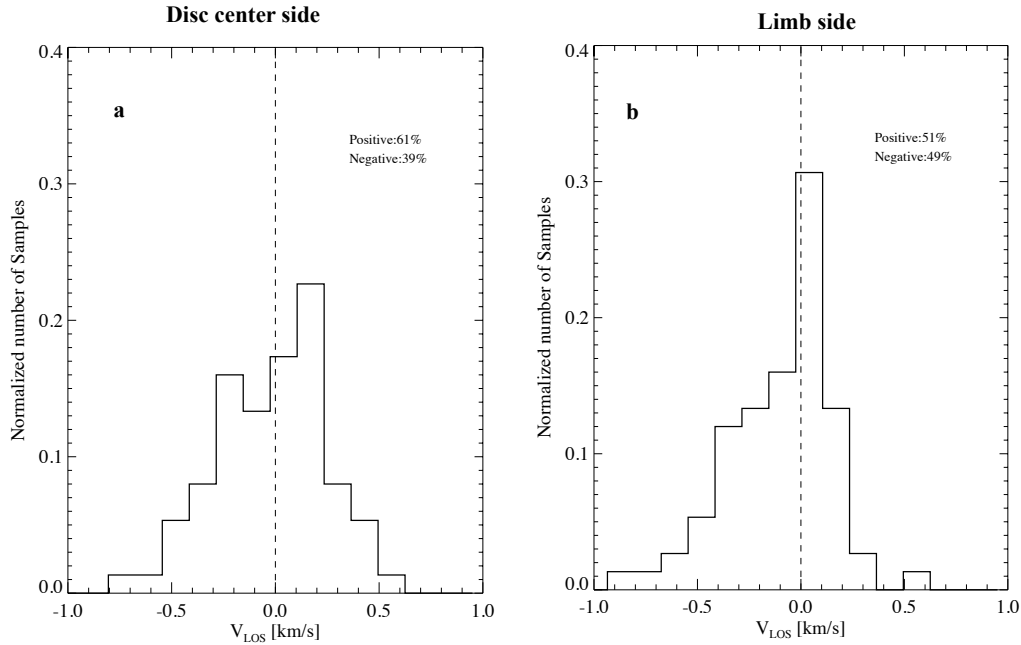 Disc center side
0.4
0.3
0.2
0.1
0.0
Normalized number of Samples
a
Positive:61%
Negative:39%
-1.0 -0.5 0.0 0.5 1.0
V_LOS [km/s]
Limb side
0.4
0.3
0.2
0.1
0.0
Normalized number of Samples
b
Positive:51%
Negative:49%
-1.0 -0.5 0.0 0.5 1.0
V_LOS [km/s]